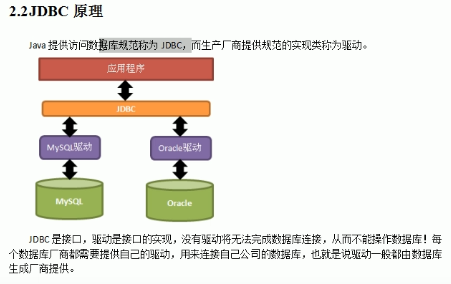 2.2JDBC 原理
Java 提供访问数据库规范称为 JDBC，而生产厂商提供规范的实现类称为驱动。
应用程序
JDBC
MySQL驱动
Oracle驱动
MySQL
Oracle
JDBC 是接口，驱动是接口的实现，没有驱动将无法完成数据库连接，从而不能操作数据库！每
个数据库厂商都需要提供自己的驱动，用来连接自己公司的数据库，也就是说驱动一般都由数据库
生成厂商提供。